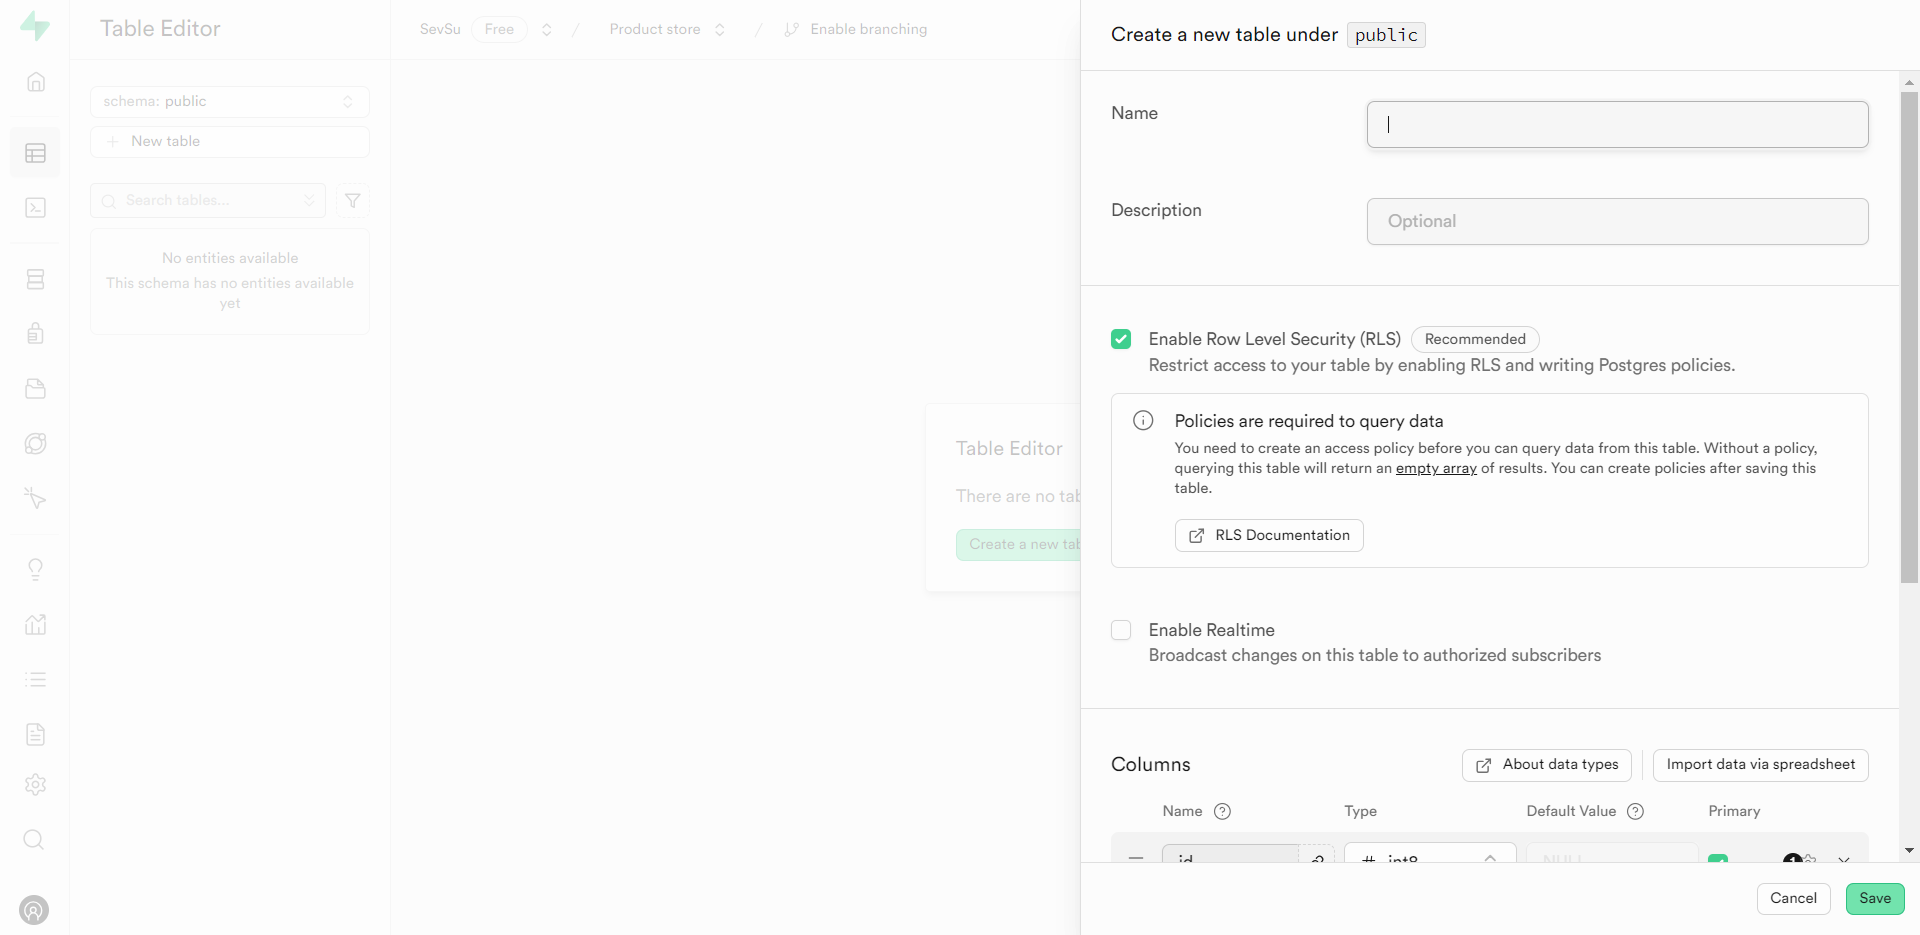 Table Editor
SevSu Free / Product store / Enable branching
schema: public
New table
Search tables...
No entities available
This schema has no entities available
yet
Table Editor
There are no tab
Create a new tab
Create a new table under public
Name
Description
Optional
Enable Row Level Security (RLS) Recommended
Restrict access to your table by enabling RLS and writing Postgres policies.
Policies are required to query data
You need to create an access policy before you can query data from this table. Without a policy,
querying this table will return an empty array of results. You can create policies after saving this
table.
RLS Documentation
Enable Realtime
Broadcast changes on this table to authorized subscribers
Columns
About data types
Import data via spreadsheet
Name Type Default Value Primary
id # int8 NULL 1
Cancel
Save